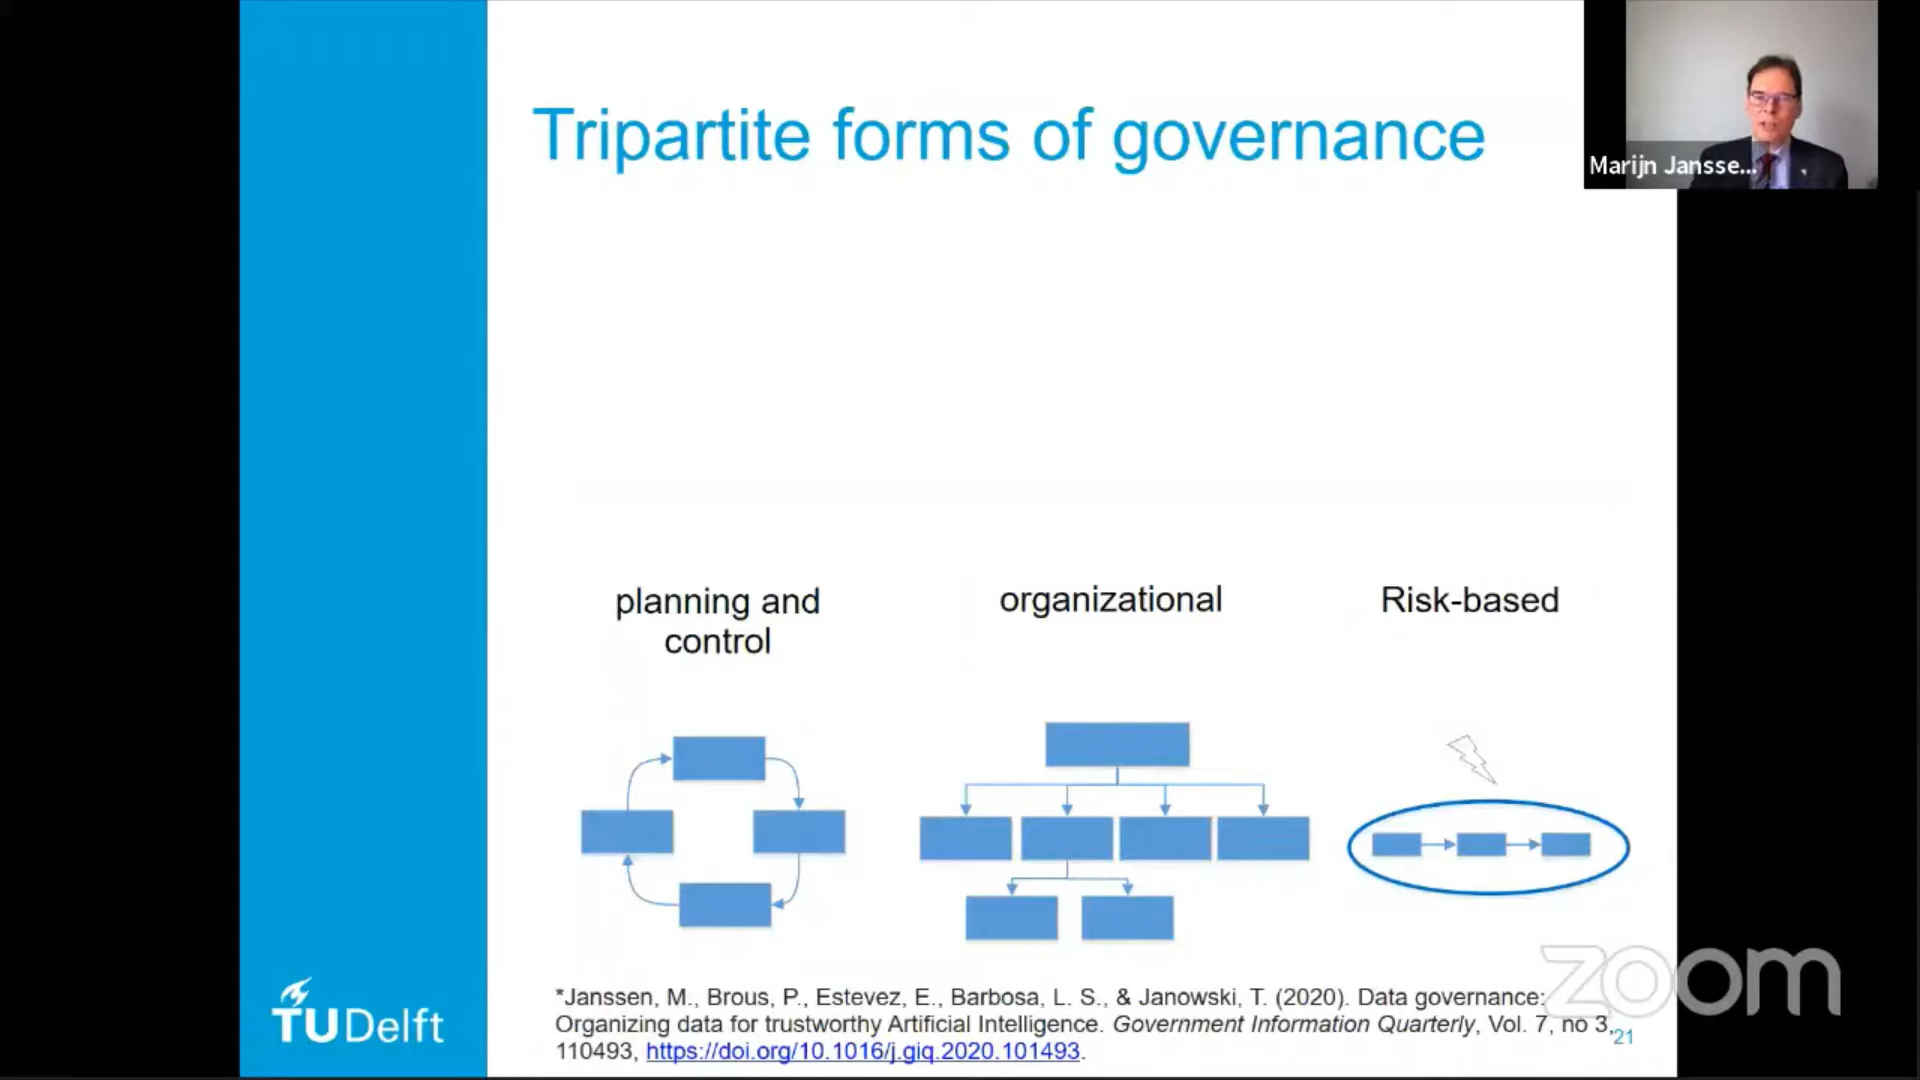 Tripartite forms of governance
Marijn Jansse...
planning and
control
organizational
Risk-based
*Janssen, M., Brous, P., Estevez, E., Barbosa, L. S., & Janowski, T. (2020). Data governance:
Organizing data for trustworthy Artificial Intelligence. Government Information Quarterly, Vol. 7, no 3,
110493, https://doi.org/10.1016/j.giq.2020.101493.
21
TUDelft
zoom